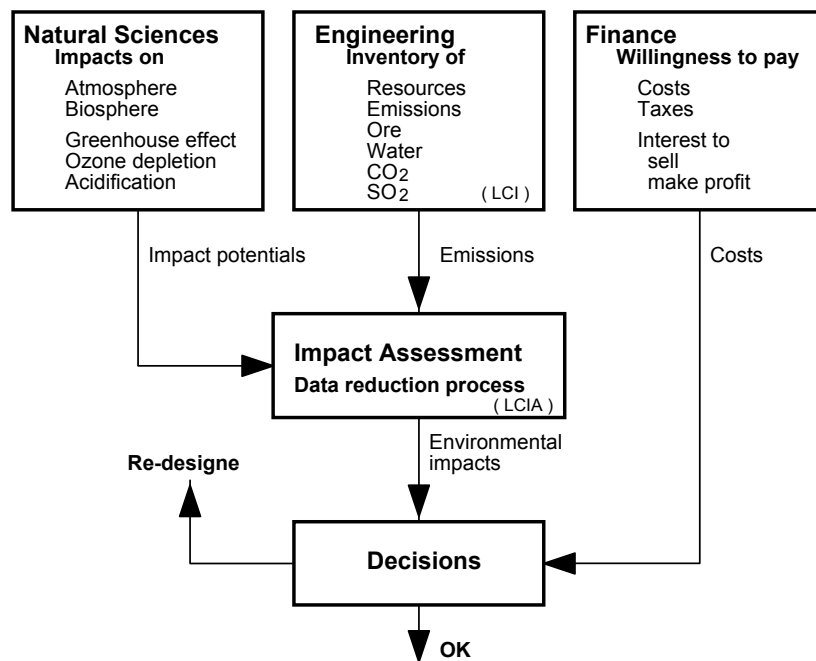 Natural Sciences
Impacts on
Atmosphere
Biosphere
Greenhouse effect
Ozone depletion
Acidification
Engineering
Inventory of
Resources
Emissions
Ore
Water
CO2
SO2
( LCI )
Finance
Willingness to pay
Costs
Taxes
Interest to
sell
make profit
Impact potentials
Emissions
Costs
Impact Assessment
Data reduction process
( LCIA )
Environmental
impacts
Re-designe
Decisions
OK